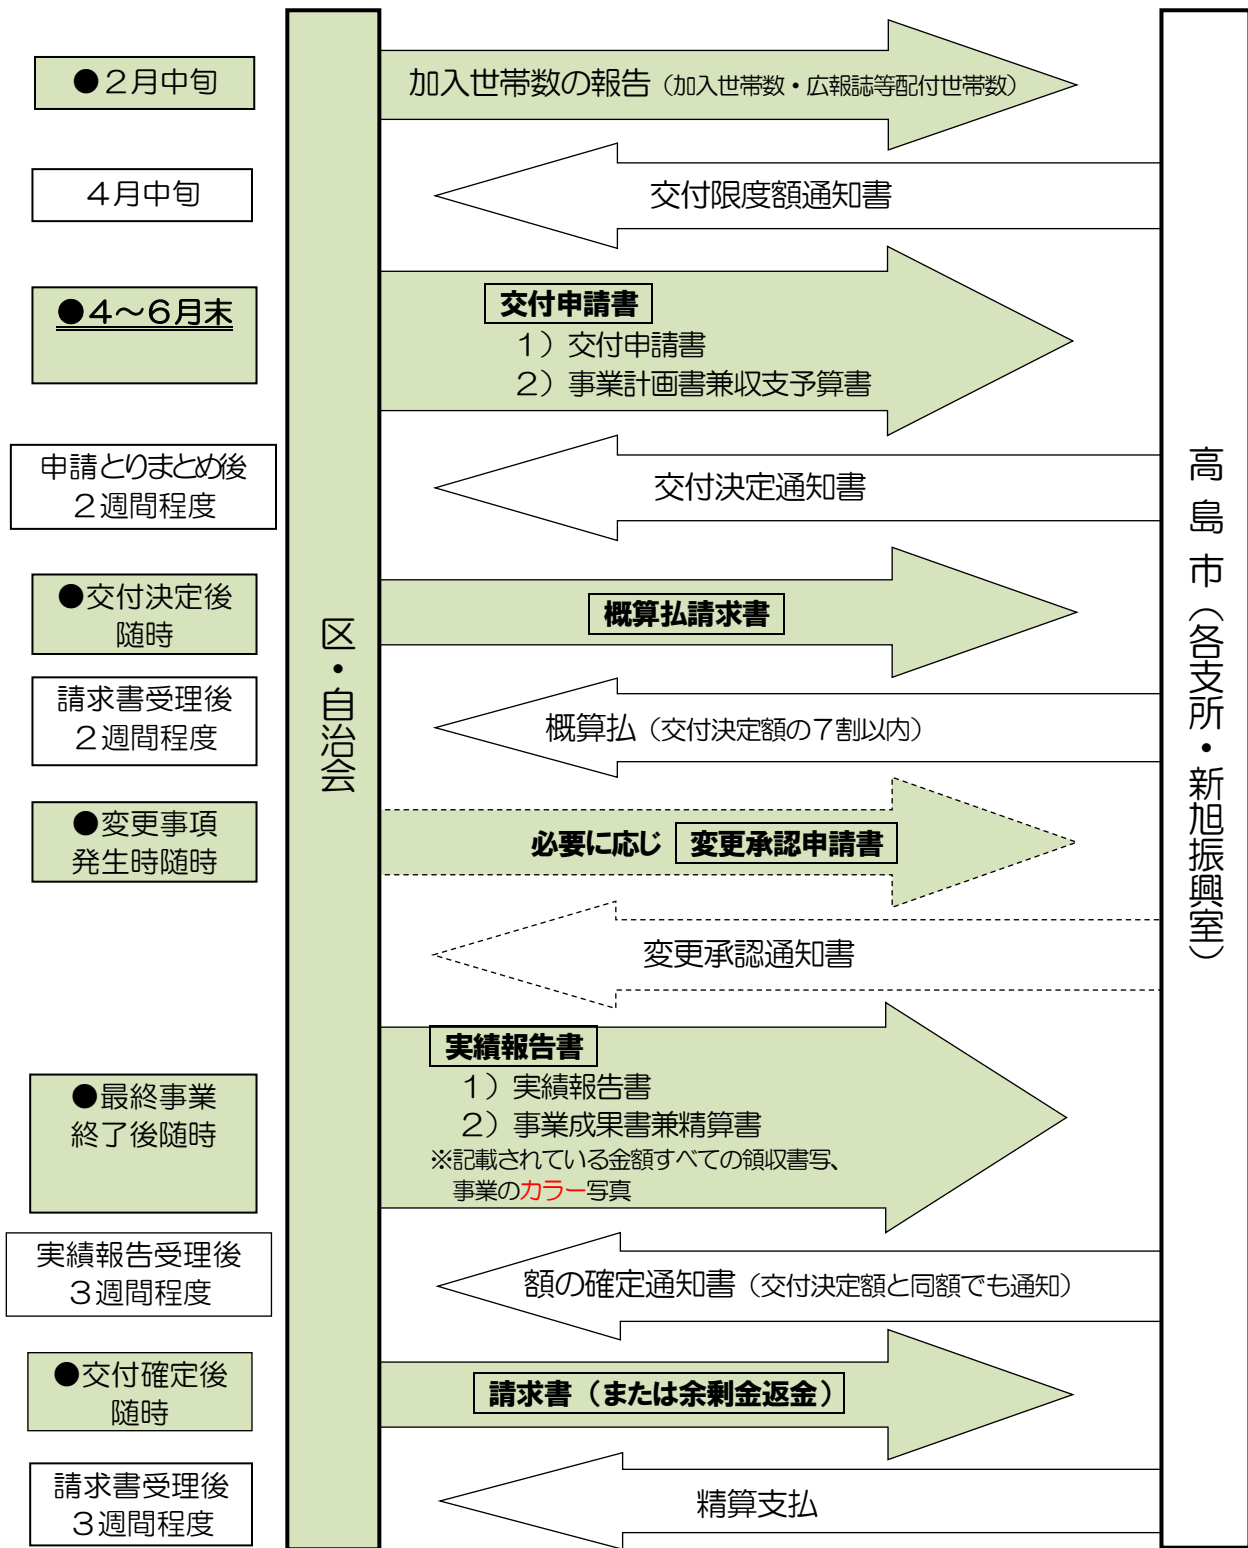 ●２月中旬
加入世帯数の報告（加入世帯数・広報誌等配付世帯数）
４月中旬
交付限度額通知書
●４～６月末
交付申請書
１）交付申請書
２）事業計画書兼収支予算書
申請とりまとめ後
２週間程度
交付決定通知書
●交付決定後
随時
概算払請求書
請求書受理後
２週間程度
概算払（交付決定額の７割以内）
●変更事項
発生時随時
必要に応じ 変更承認申請書
変更承認通知書
●最終事業
終了後随時
実績報告書
１）実績報告書
２）事業成果書兼精算書
※記載されている金額すべての領収書写、
事業のカラー写真
実績報告受理後
３週間程度
額の確定通知書（交付決定額と同額でも通知）
●交付確定後
随時
請求書（または余剰金返金）
請求書受理後
３週間程度
精算支払
区・自治会
高島市（各支所・新旭振興室）